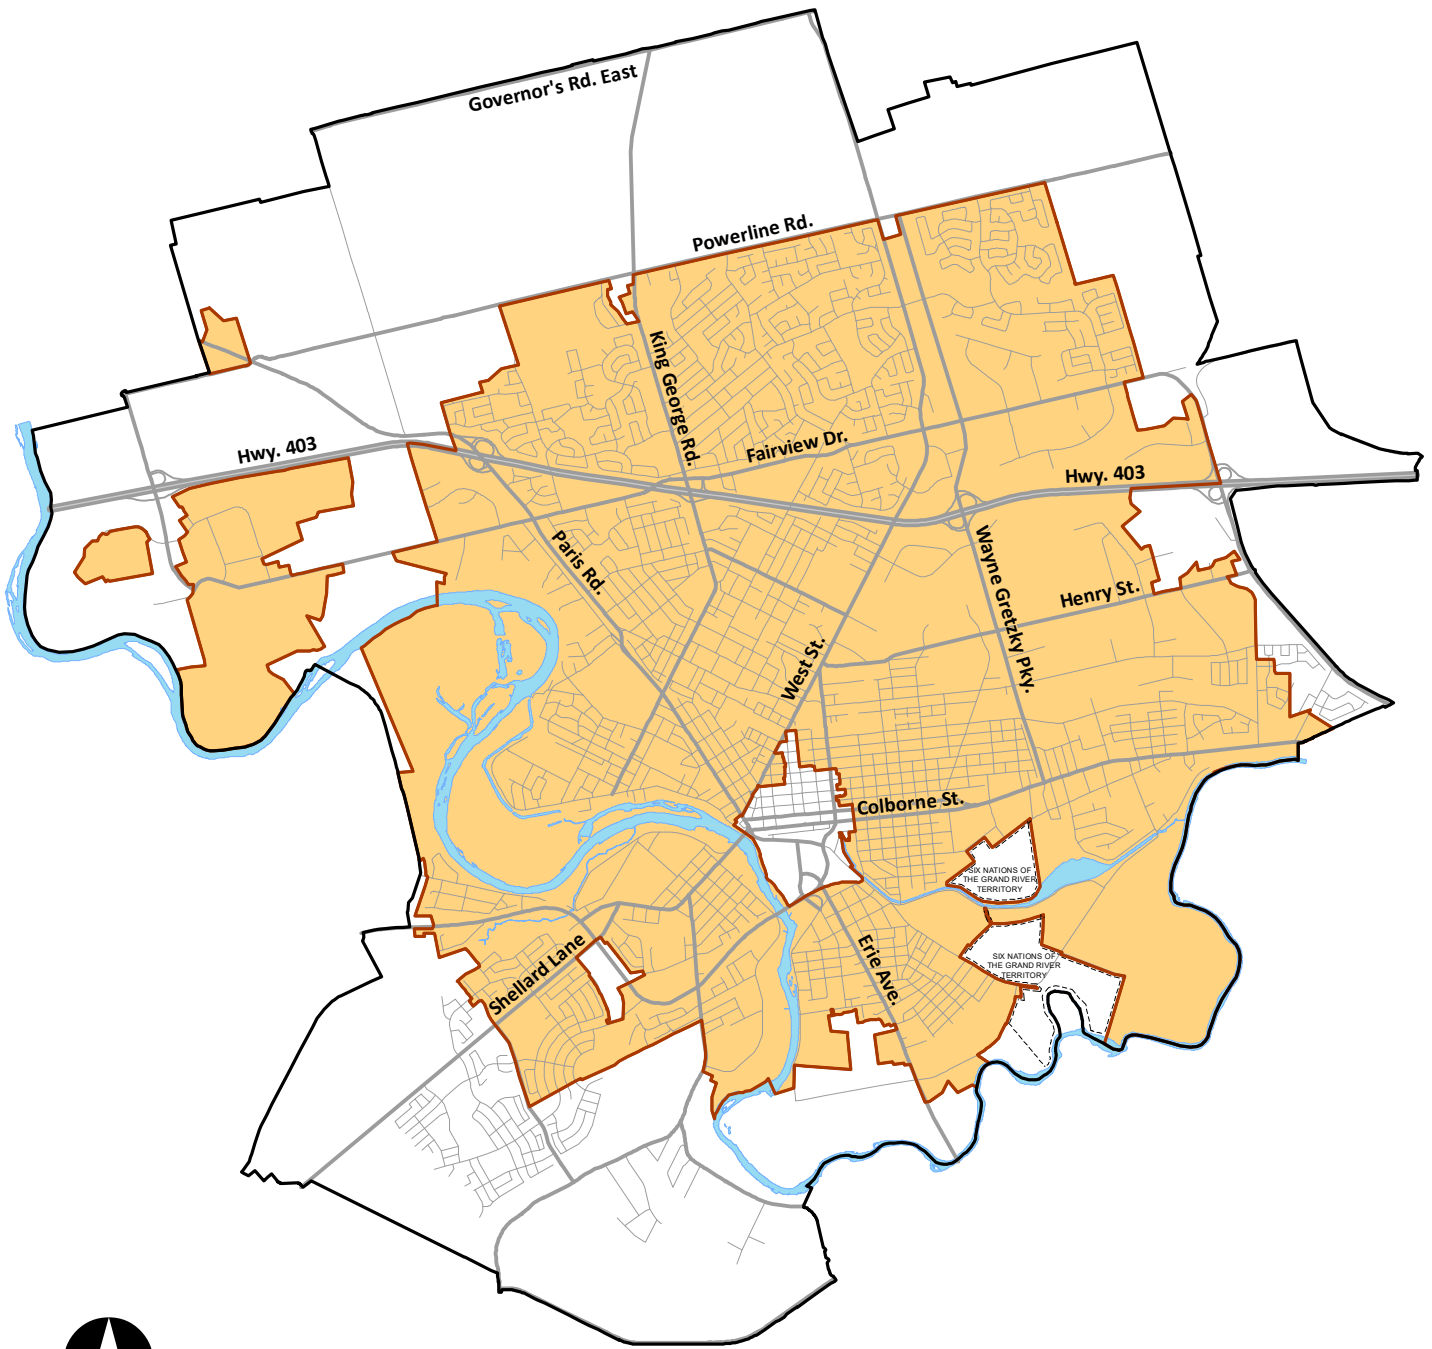 Governor's Rd. East
Powerline Rd.
King George Rd.
Hwy. 403
Fairview Dr.
Hwy. 403
Paris Rd.
Wayne Gretzky Pky.
Henry St.
West St.
Colborne St.
SIX NATIONS OF
THE GRAND RIVER
TERRITORY
Shellard Lane
Erie Ave.
SIX NATIONS OF
THE GRAND RIVER
TERRITORY